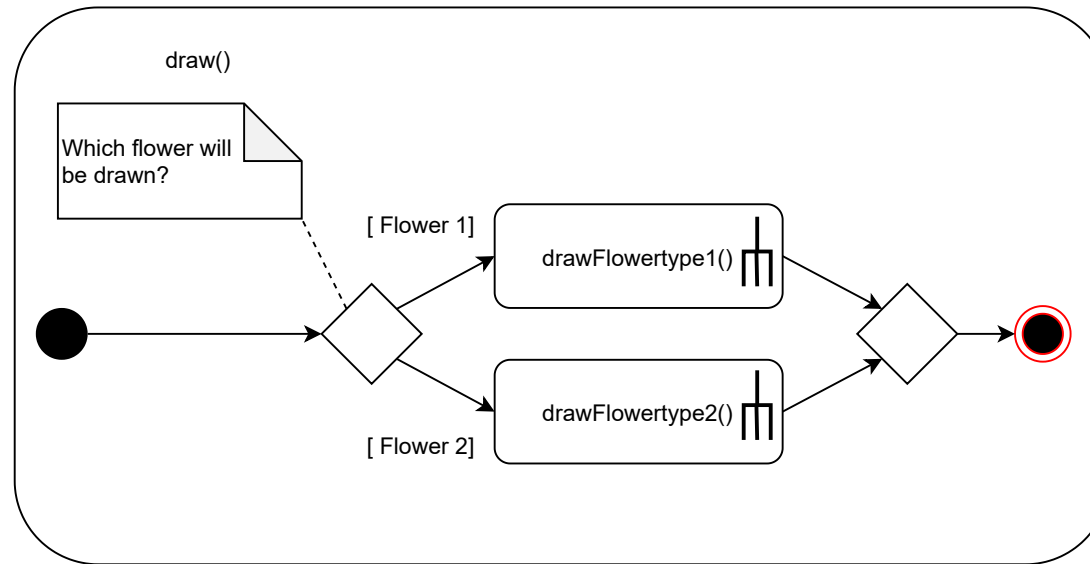 draw()
Which flower will
be drawn?
[ Flower 1]
drawFlowertype1()
drawFlowertype2()
[ Flower 2]